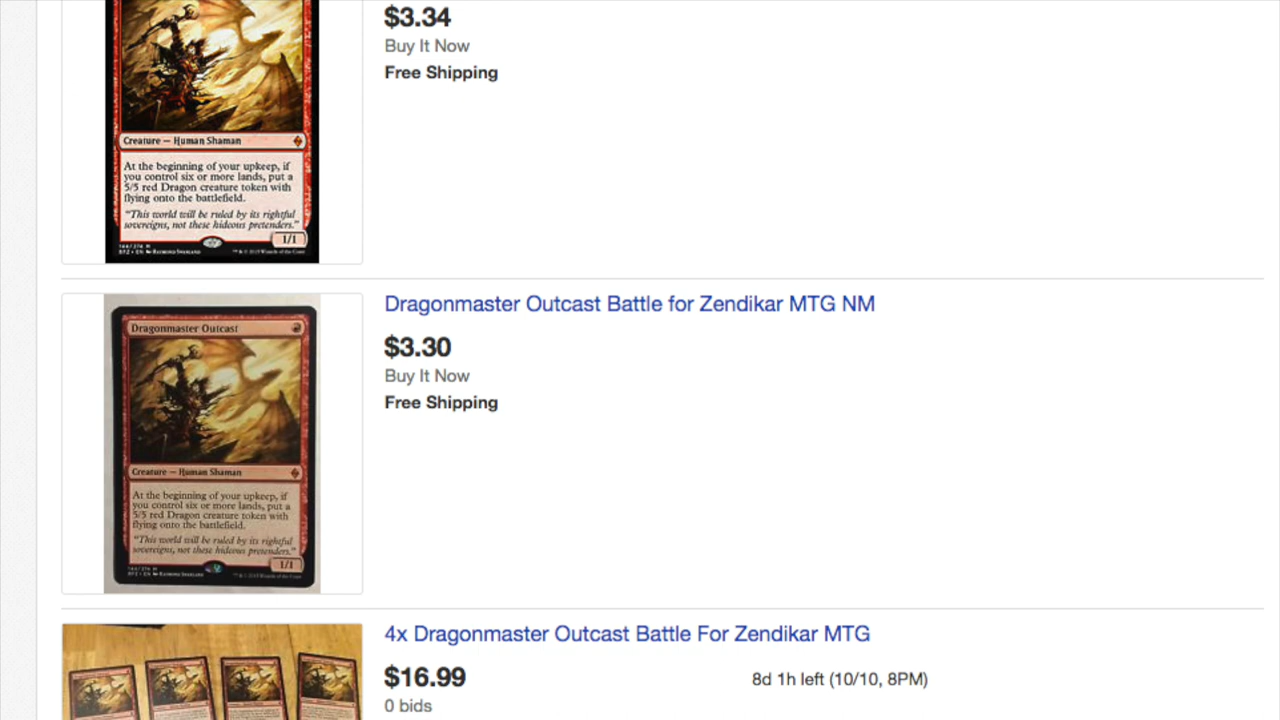 $3.34
Buy It Now
Free Shipping
Creature — Human Shaman
At the beginning of your upkeep, if
you control six or more lands, put a
5/5 red Dragon creature token with
flying onto the battlefield.
"This world will be ruled by its rightful
sovereigns, not these hideous pretenders."
1/1
Dragonmaster Outcast Battle for Zendikar MTG NM
$3.30
Buy It Now
Free Shipping
Dragonmaster Outcast
Creature — Human Shaman
At the beginning of your upkeep, if
you control six or more lands, put a
5/5 red Dragon creature token with
flying onto the battlefield.
"This world will be ruled by its rightful
sovereigns, not these hideous pretenders."
1/1
4x Dragonmaster Outcast Battle For Zendikar MTG
$16.99
8d 1h left (10/10, 8PM)
0 bids